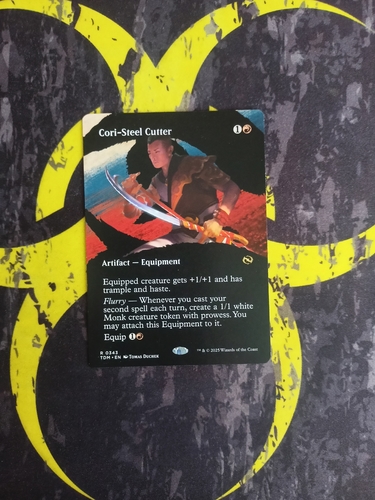 Cori-Steel Cutter 1
Artifact — Equipment
Equipped creature gets +1/+1 and has
trample and haste.
Flurry — Whenever you cast your
second spell each turn, create a 1/1 white
Monk creature token with prowess. You
may attach this Equipment to it.
Equip 1
R 0343
TDM • EN Tomas Duchek
™ & © 2025 Wizards of the Coast